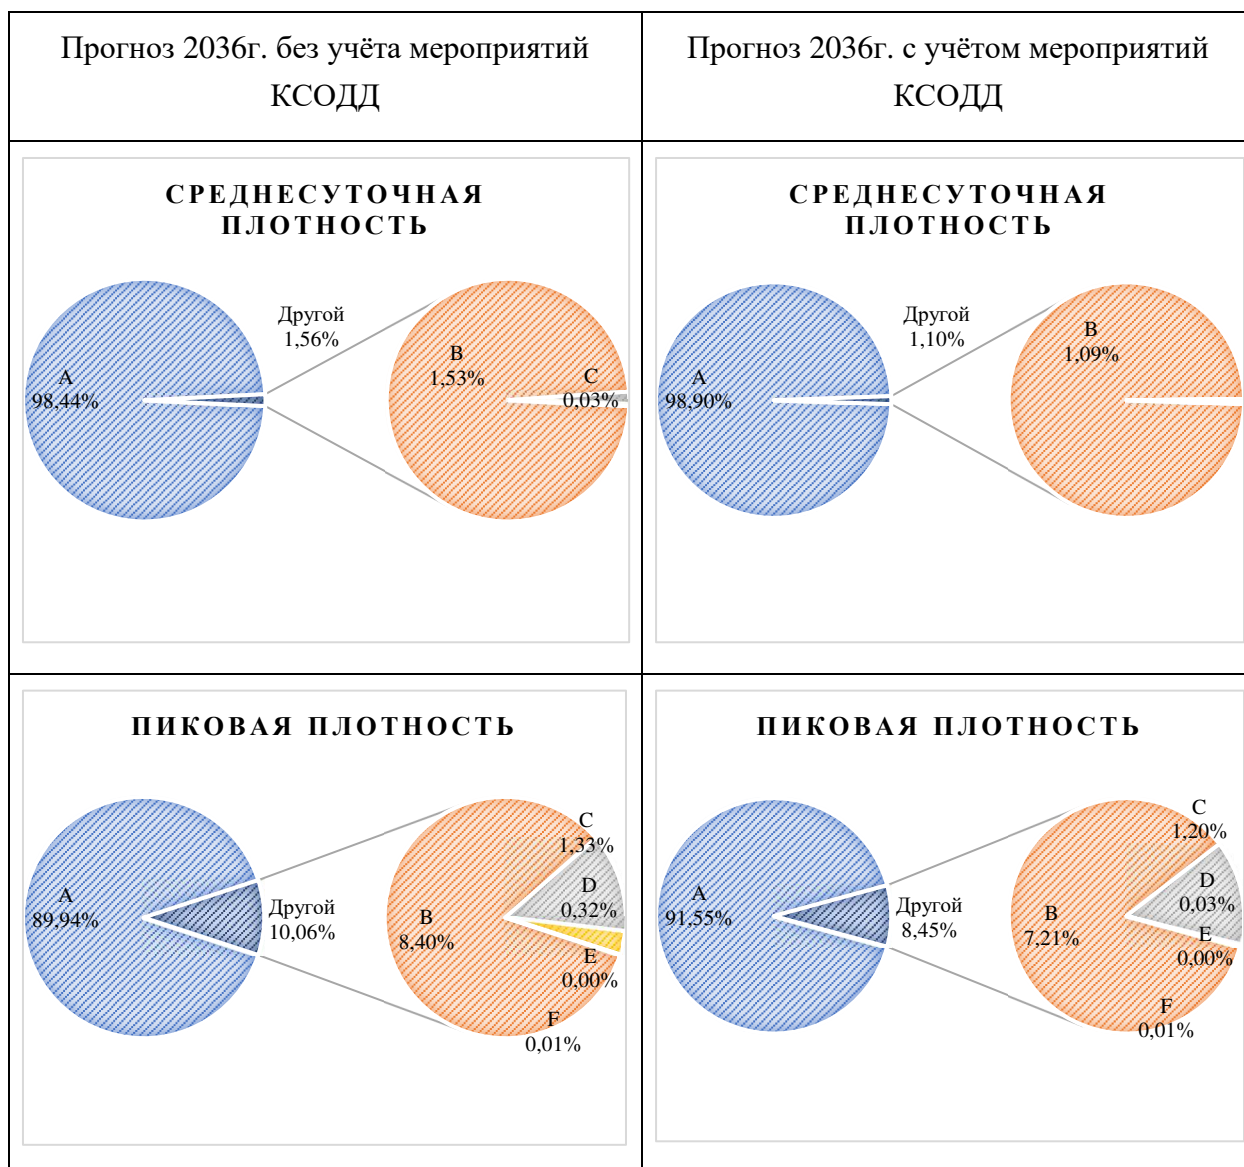 Прогноз 2036г. без учёта мероприятий
КСОДД
Прогноз 2036г. с учётом мероприятий
КСОДД
СРЕДНЕСУТОЧНАЯ
ПЛОТНОСТЬ
A
98,44%
Другой
1,56%
B
1,53%
C
0,03%
СРЕДНЕСУТОЧНАЯ
ПЛОТНОСТЬ
A
98,90%
Другой
1,10%
B
1,09%
ПИКОВАЯ ПЛОТНОСТЬ
A
89,94%
Другой
10,06%
B
8,40%
C
1,33%
D
0,32%
E
0,00%
F
0,01%
ПИКОВАЯ ПЛОТНОСТЬ
A
91,55%
Другой
8,45%
B
7,21%
C
1,20%
D
0,03%
E
0,00%
F
0,01%